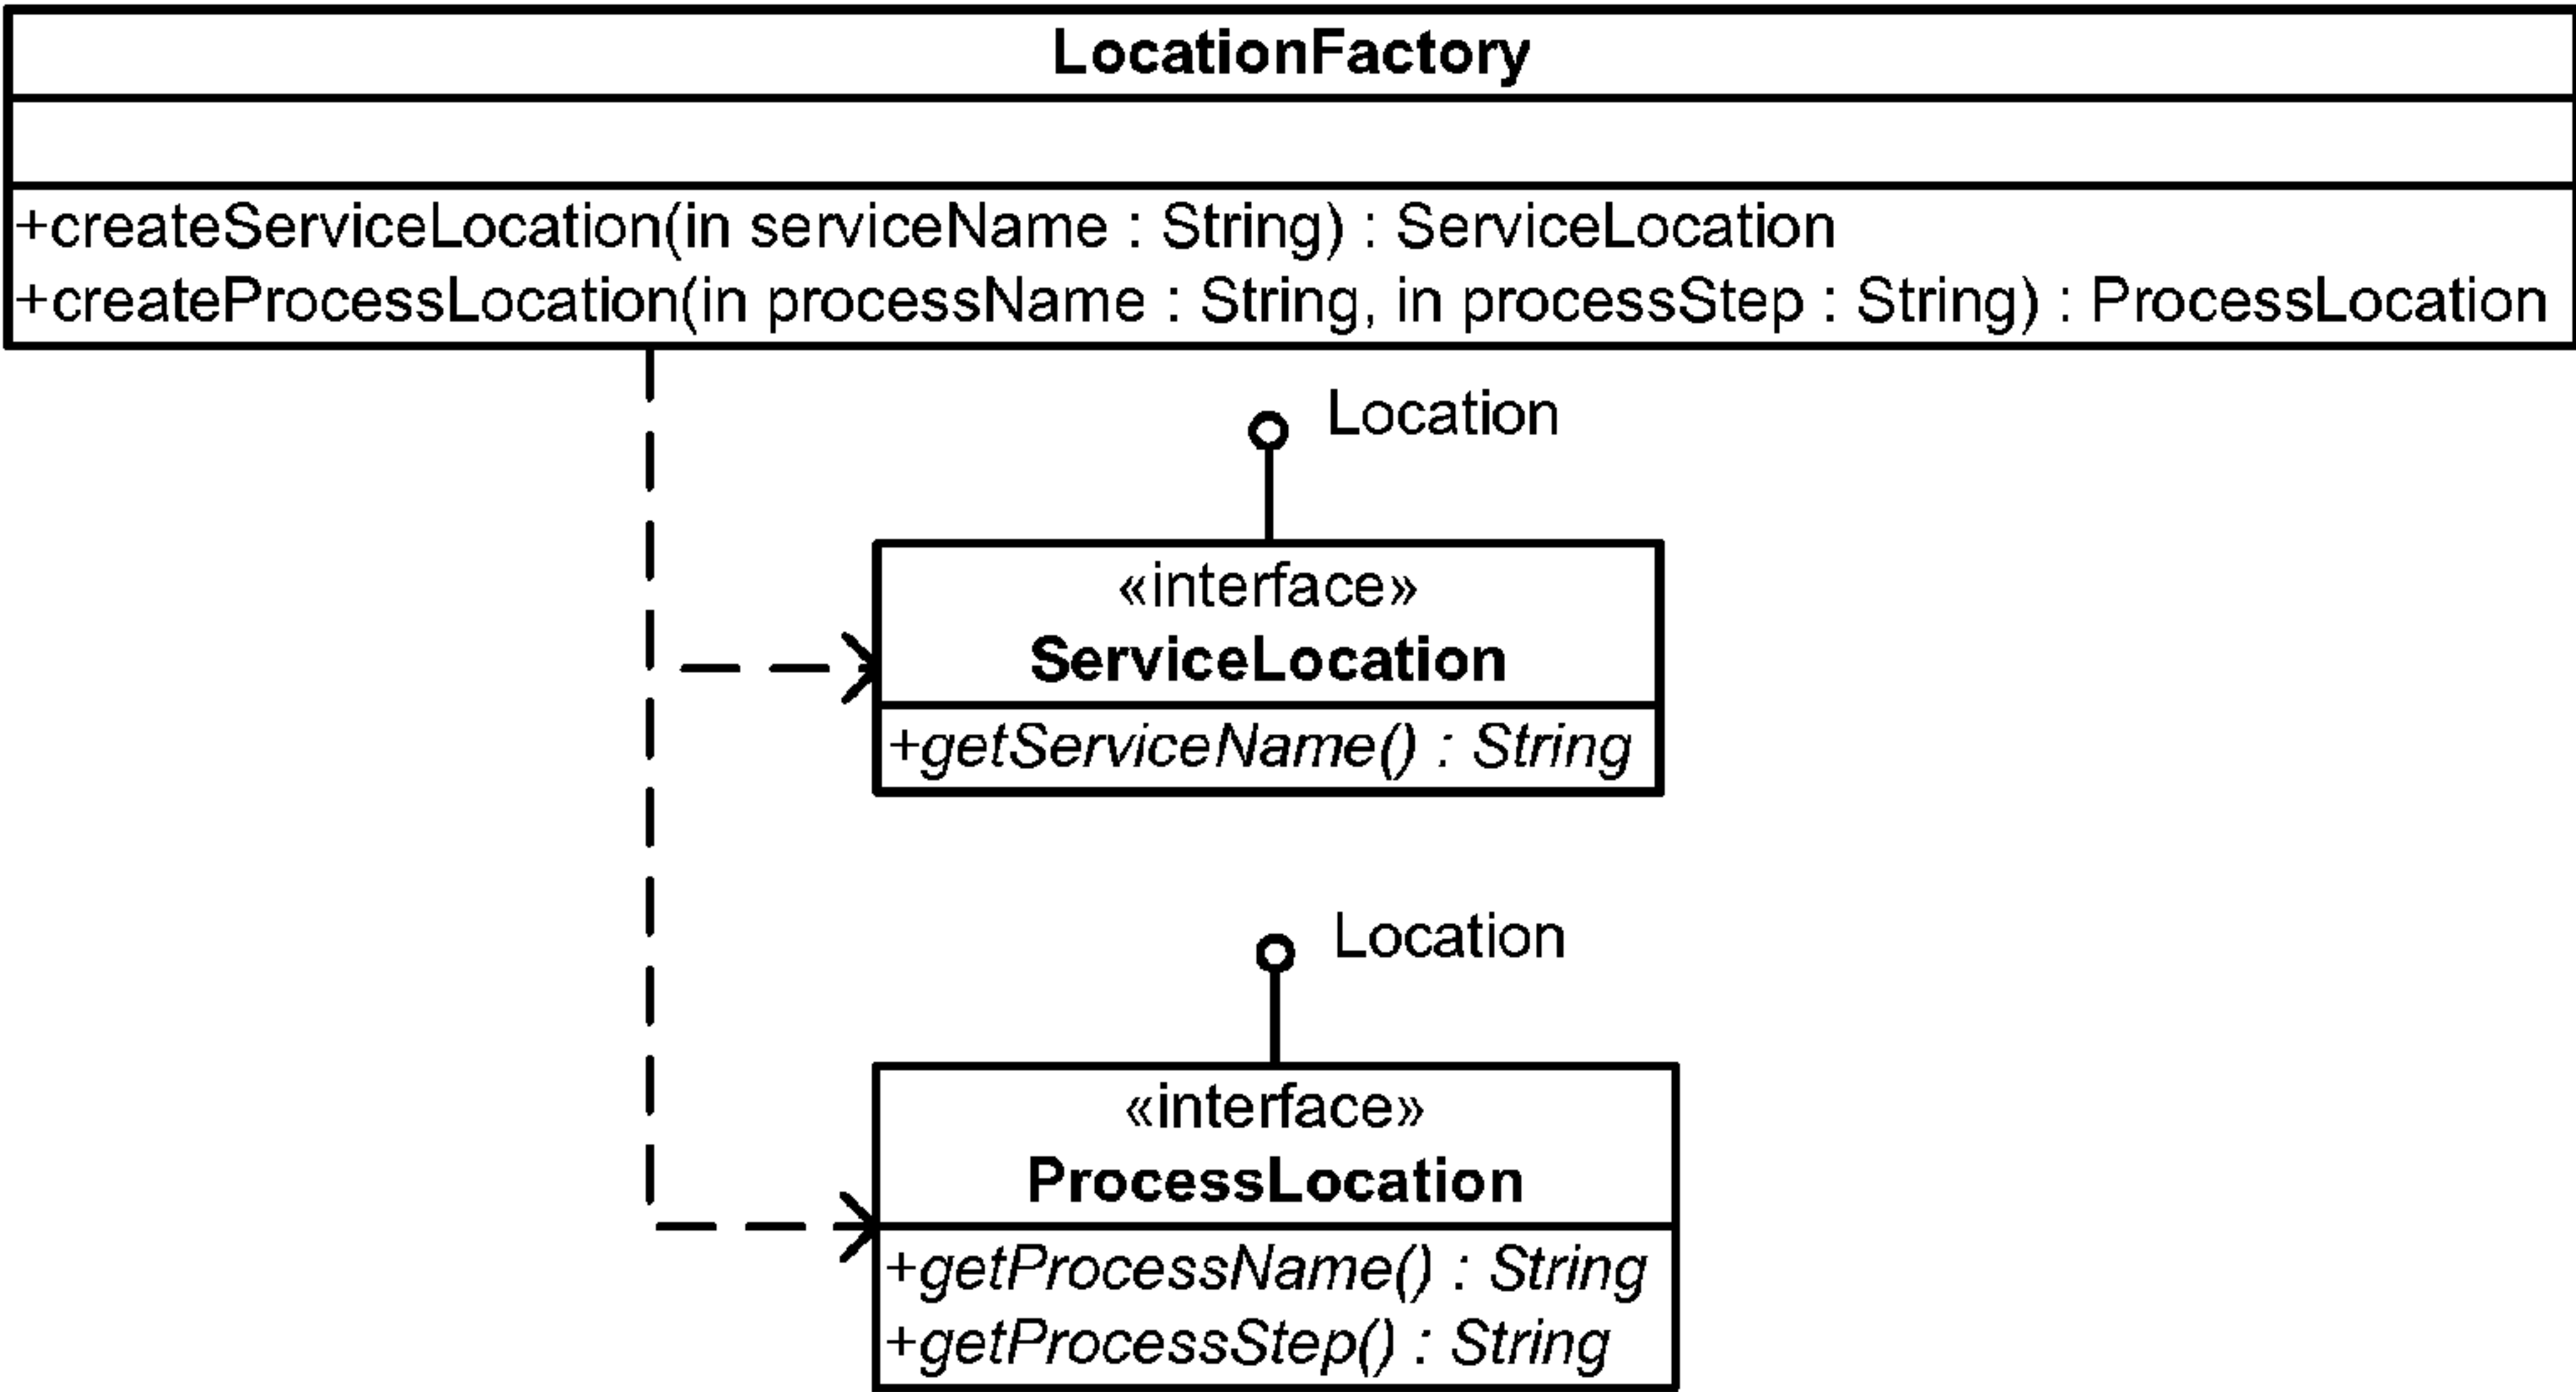 LocationFactory
+createServiceLocation(in serviceName : String) : ServiceLocation
+createProcessLocation(in processName : String, in processStep : String) : ProcessLocation
Location
«interface»
ServiceLocation
+getServiceName() : String
Location
«interface»
ProcessLocation
+getProcessName() : String
+getProcessStep() : String